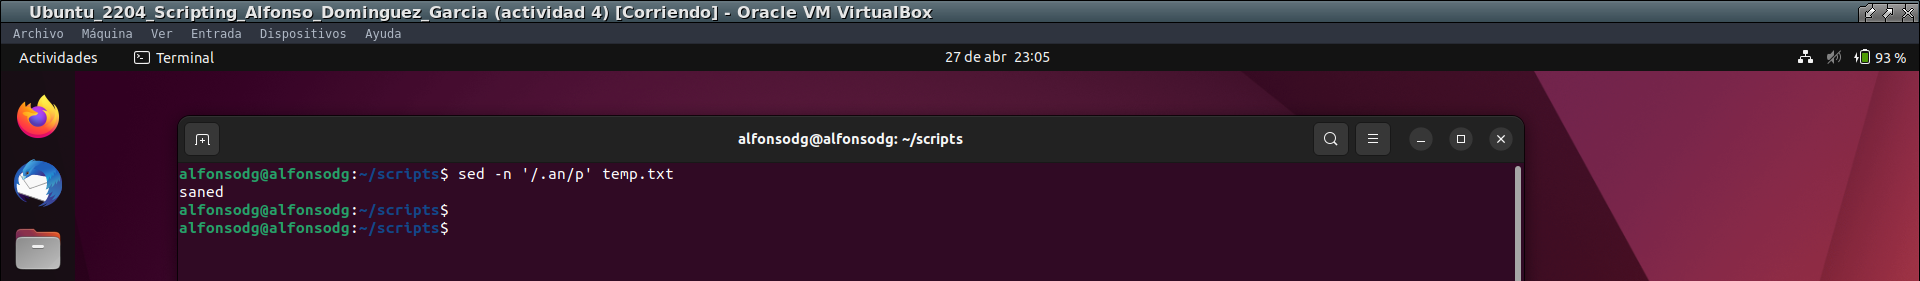 Ubuntu_2204_Scripting_Alfonso_Dominguez_Garcia (actividad 4) [Corriendo] - Oracle VM VirtualBox
Archivo Máquina Ver Entrada Dispositivos Ayuda
Actividades Terminal 27 de abr 23:05 93 %
alfonsodg@alfonsodg: ~/scripts
alfonsodg@alfonsodg:~/scripts$ sed -n '/.an/p' temp.txt
saned
alfonsodg@alfonsodg:~/scripts$
alfonsodg@alfonsodg:~/scripts$